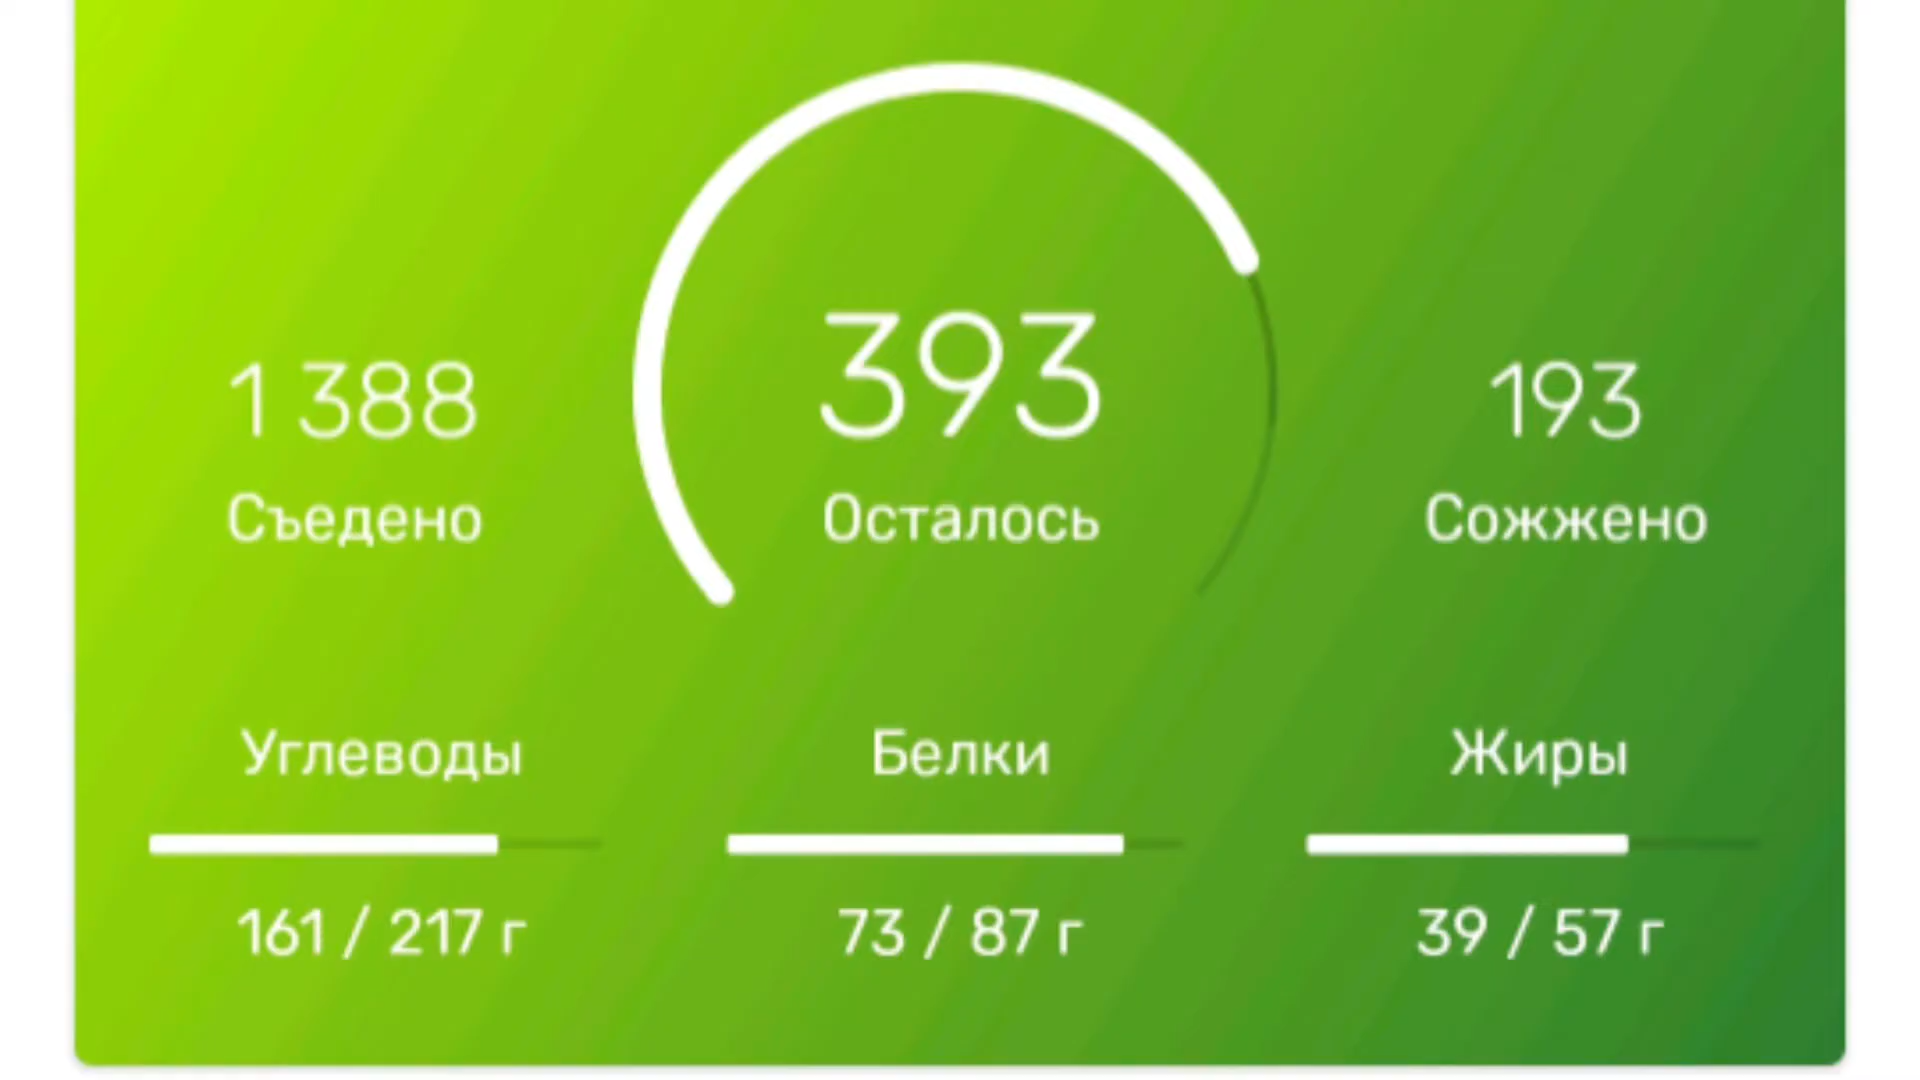 393
1 388
193
Съедено
Осталось
Сожжено
Углеводы
Белки
Жиры
161 / 217 г
73 / 87 г
39 / 57 г